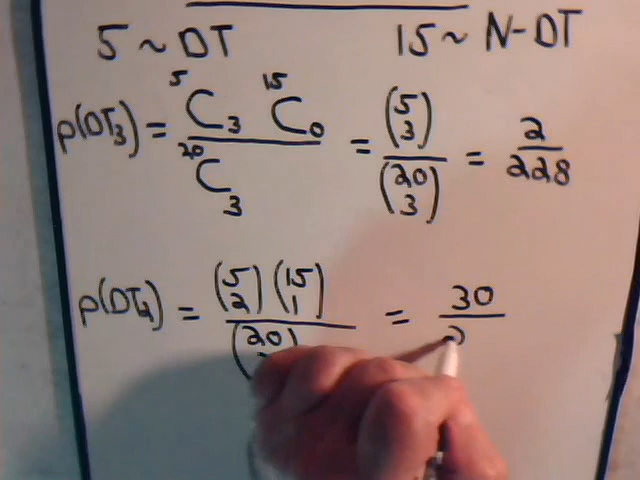 5 ~ DT 15 ~ N-DT
P(DT₃) = ⁵C₃ ¹⁵C₀ / ²⁰C₃ = (5 3) / (20 3) = 2/228
P(DT₂) = (5 2)(15 1) / (20 = 30 / 2